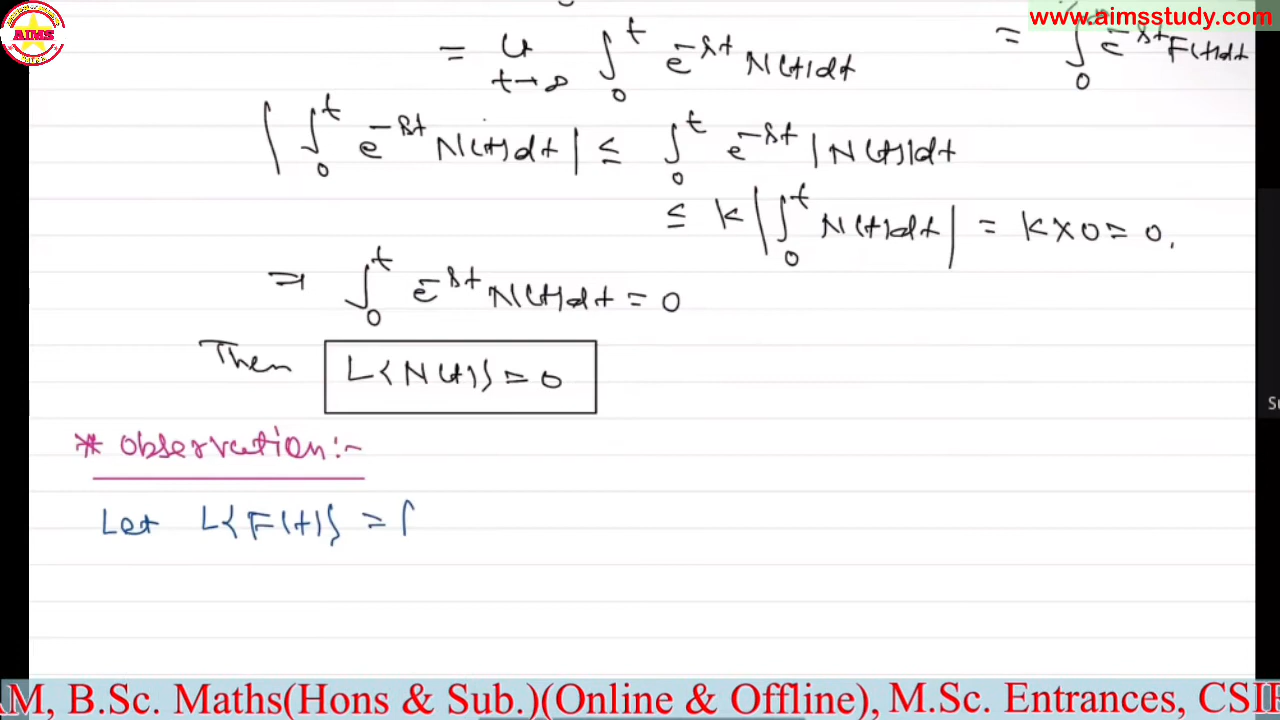 AIMS
www.aimsstudy.com
= Lt t→∞ ∫₀ᵗ e^-st N(t)dt
= ∫₀ e^-st F(t)dt
| ∫₀ᵗ e^-st N(t)dt | ≤ ∫₀ᵗ e^-st |N(t)|dt
≤ K | ∫₀ᵗ N(t)dt | = K×0 = 0.
⇒ ∫₀ᵗ e^-st N(t)dt = 0
Then L{N(t)} = 0
* Observation:-
Let L{F(t)} = f
M, B.Sc. Maths(Hons & Sub.)(Online & Offline), M.Sc. Entrances, CSI